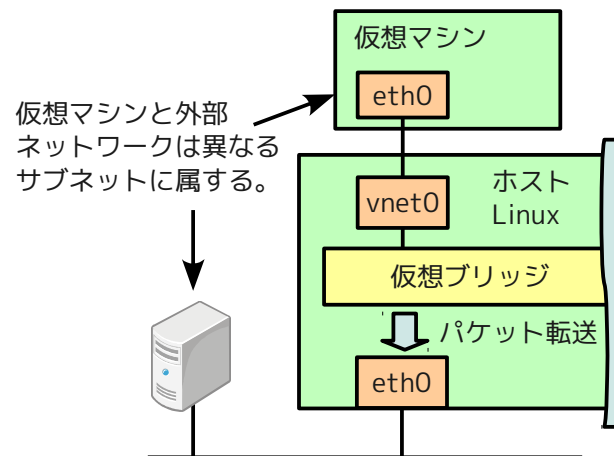 仮想マシン
eth0
仮想マシンと外部
ネットワークは異なる
サブネットに属する。
vnet0
ホスト
Linux
仮想ブリッジ
パケット転送
eth0